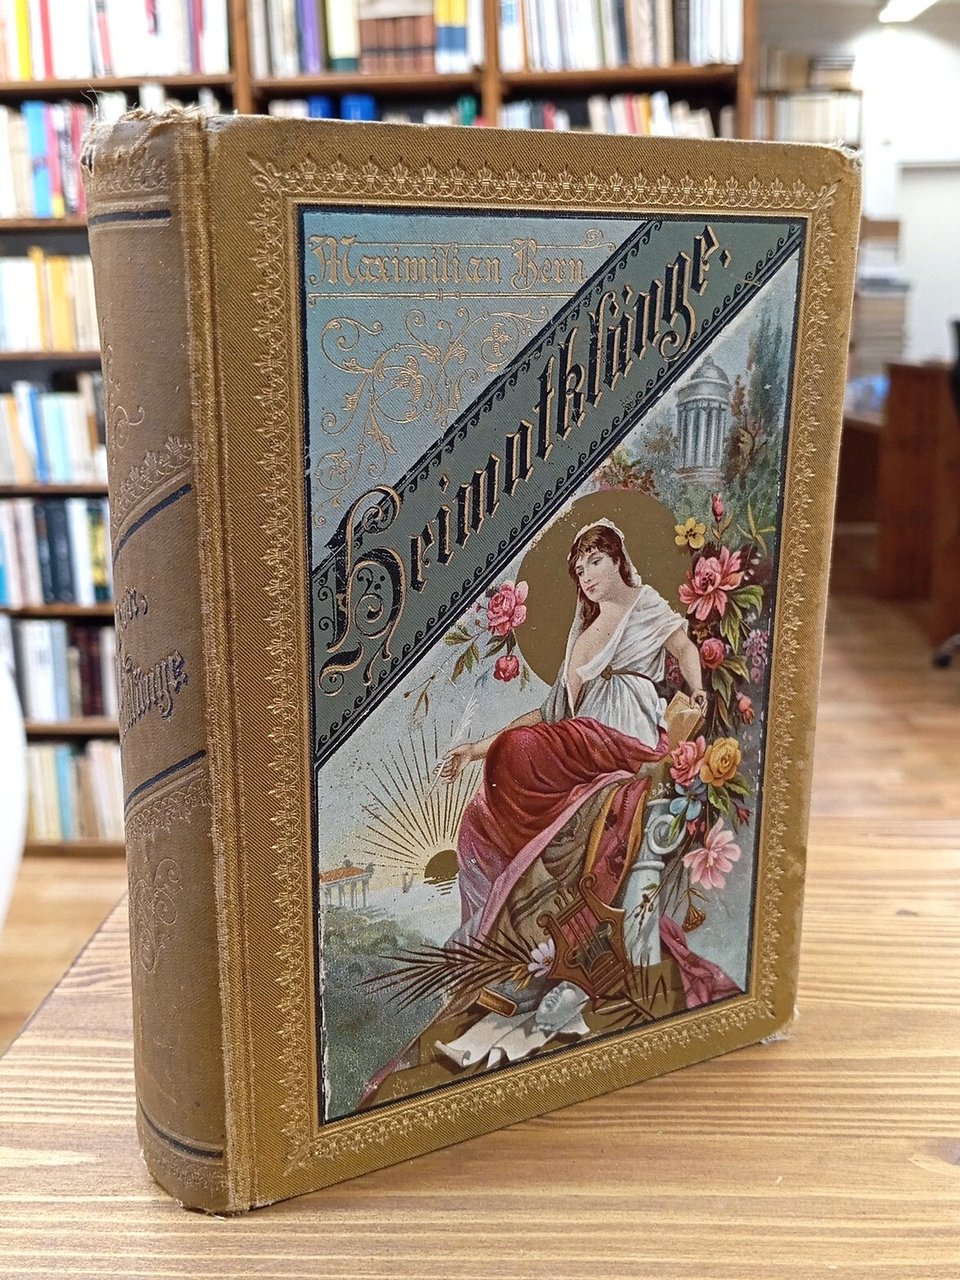 Maximilian Bern.
Heimatklänge.